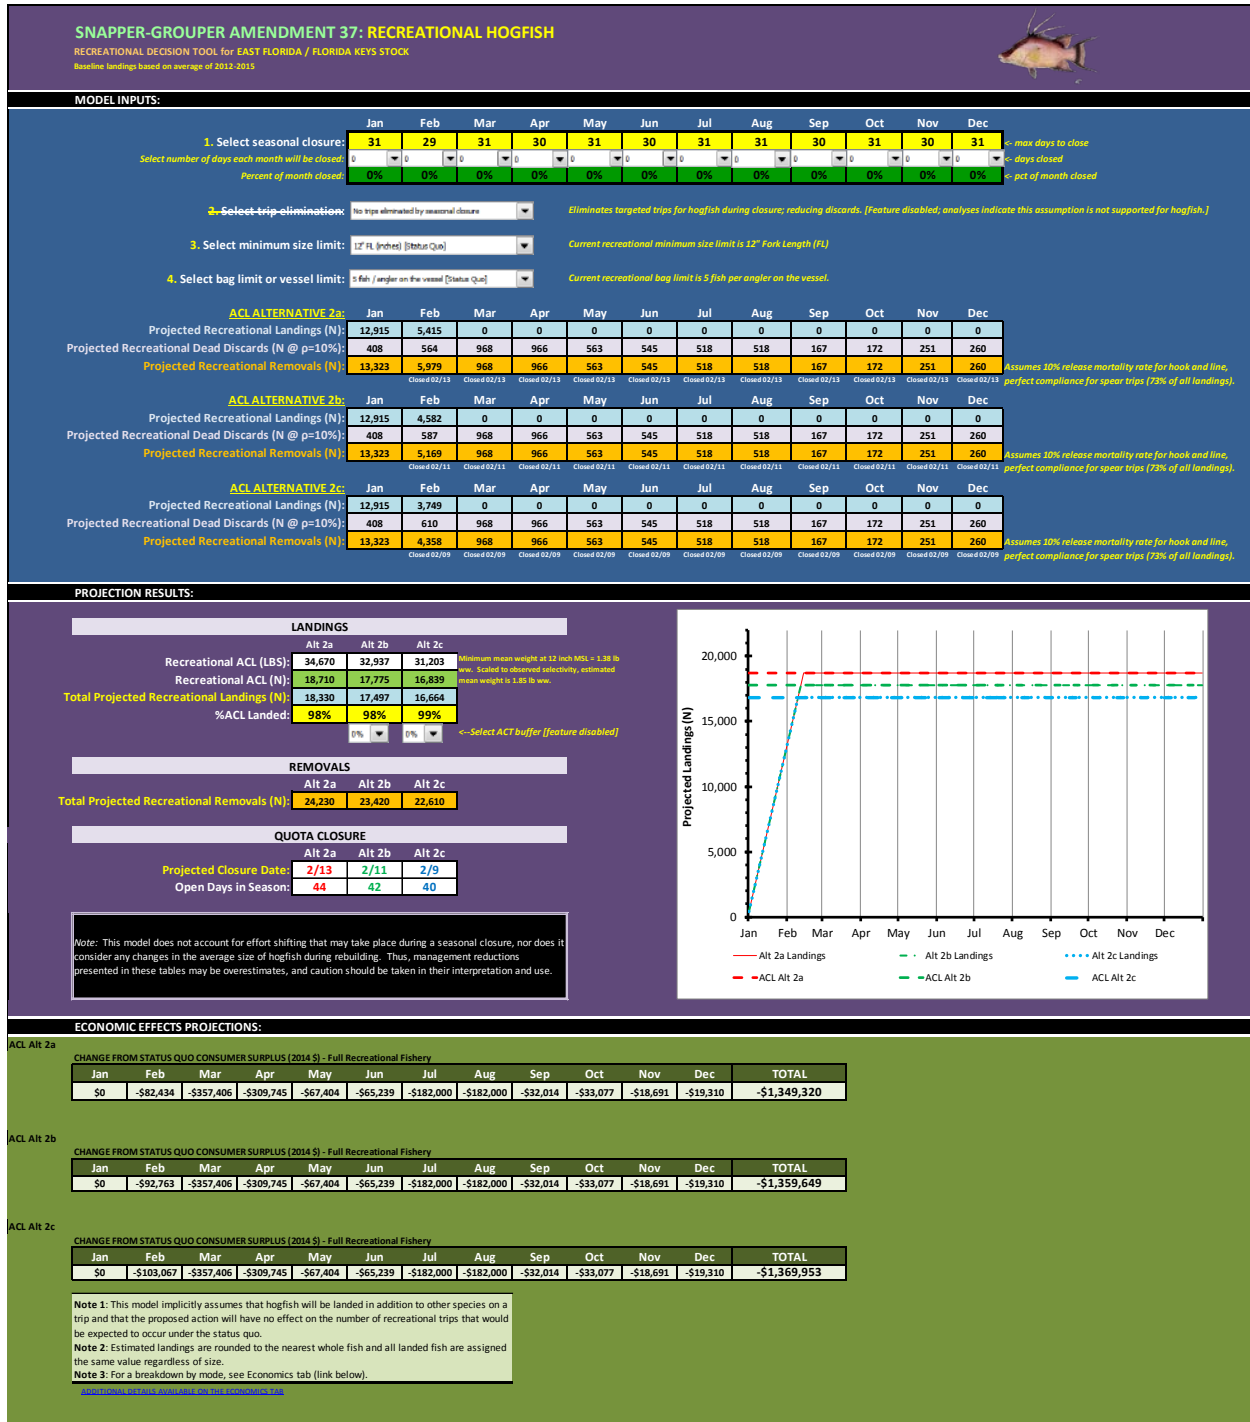 SNAPPER-GROUPER AMENDMENT 37: RECREATIONAL HOGFISH
RECREATIONAL DECISION TOOL for EAST FLORIDA / FLORIDA KEYS STOCK
Baseline landings based on average of 2012-2015
MODEL INPUTS:
Jan Feb Mar Apr May Jun Jul Aug Sep Oct Nov Dec
1. Select seasonal closure: 31 29 31 30 31 30 31 31 30 31 30 31 <- max days to close
Select number of days each month will be closed: 0 0 0 0 0 0 0 0 0 0 0 0 <- days closed
Percent of month closed: 0% 0% 0% 0% 0% 0% 0% 0% 0% 0% 0% 0% <- pct of month closed
2. Select trip elimination: No trips eliminated by seasonal closure Eliminates targeted trips for hogfish during closure; reducing discards. [Feature disabled; analyses indicate this assumption is not supported for hogfish.]
3. Select minimum size limit: 12" FL (inches) [Status Quo] Current recreational minimum size limit is 12" Fork Length (FL)
4. Select bag limit or vessel limit: 5 fish / angler on the vessel [Status Quo] Current recreational bag limit is 5 fish per angler on the vessel.
ACL ALTERNATIVE 2a: Jan Feb Mar Apr May Jun Jul Aug Sep Oct Nov Dec
Projected Recreational Landings (N): 12,915 5,415 0 0 0 0 0 0 0 0 0 0
Projected Recreational Dead Discards (N @ ρ=10%): 408 564 968 966 563 545 518 518 167 172 251 260
Projected Recreational Removals (N): 13,323 5,979 968 966 563 545 518 518 167 172 251 260 Assumes 10% release mortality rate for hook and line,
Closed 02/13 Closed 02/13 Closed 02/13 Closed 02/13 Closed 02/13 Closed 02/13 Closed 02/13 Closed 02/13 Closed 02/13 Closed 02/13 Closed 02/13 perfect compliance for spear trips (73% of all landings).
ACL ALTERNATIVE 2b: Jan Feb Mar Apr May Jun Jul Aug Sep Oct Nov Dec
Projected Recreational Landings (N): 12,915 4,582 0 0 0 0 0 0 0 0 0 0
Projected Recreational Dead Discards (N @ ρ=10%): 408 587 968 966 563 545 518 518 167 172 251 260
Projected Recreational Removals (N): 13,323 5,169 968 966 563 545 518 518 167 172 251 260 Assumes 10% release mortality rate for hook and line,
Closed 02/11 Closed 02/11 Closed 02/11 Closed 02/11 Closed 02/11 Closed 02/11 Closed 02/11 Closed 02/11 Closed 02/11 Closed 02/11 Closed 02/11 perfect compliance for spear trips (73% of all landings).
ACL ALTERNATIVE 2c: Jan Feb Mar Apr May Jun Jul Aug Sep Oct Nov Dec
Projected Recreational Landings (N): 12,915 3,749 0 0 0 0 0 0 0 0 0 0
Projected Recreational Dead Discards (N @ ρ=10%): 408 610 968 966 563 545 518 518 167 172 251 260
Projected Recreational Removals (N): 13,323 4,358 968 966 563 545 518 518 167 172 251 260 Assumes 10% release mortality rate for hook and line,
Closed 02/09 Closed 02/09 Closed 02/09 Closed 02/09 Closed 02/09 Closed 02/09 Closed 02/09 Closed 02/09 Closed 02/09 Closed 02/09 Closed 02/09 perfect compliance for spear trips (73% of all landings).
PROJECTION RESULTS:
LANDINGS
Alt 2a Alt 2b Alt 2c
Recreational ACL (LBS): 34,670 32,937 31,203
Recreational ACL (N): 18,710 17,775 16,839
Total Projected Recreational Landings (N): 18,330 17,497 16,664
%ACL Landed: 98% 98% 99%
Minimum mean weight at 12 inch MSL = 1.38 lb
ww. Scaled to observed selectivity, estimated
mean weight is 1.85 lb ww.
0% 0% <--Select ACT buffer [feature disabled]
REMOVALS
Alt 2a Alt 2b Alt 2c
Total Projected Recreational Removals (N): 24,230 23,420 22,610
QUOTA CLOSURE
Alt 2a Alt 2b Alt 2c
Projected Closure Date: 2/13 2/11 2/9
Open Days in Season: 44 42 40
Note: This model does not account for effort shifting that may take place during a seasonal closure, nor does it
consider any changes in the average size of hogfish during rebuilding. Thus, management reductions
presented in these tables may be overestimates, and caution should be taken in their interpretation and use.
Projected Landings (N)
20,000
15,000
10,000
5,000
0
Jan Feb Mar Apr May Jun Jul Aug Sep Oct Nov Dec
Alt 2a Landings Alt 2b Landings Alt 2c Landings
ACL Alt 2a ACL Alt 2b ACL Alt 2c
ECONOMIC EFFECTS PROJECTIONS:
ACL Alt 2a
CHANGE FROM STATUS QUO CONSUMER SURPLUS (2014 $) - Full Recreational Fishery
Jan Feb Mar Apr May Jun Jul Aug Sep Oct Nov Dec TOTAL
$0 -$82,434 -$357,406 -$309,745 -$67,404 -$65,239 -$182,000 -$182,000 -$32,014 -$33,077 -$18,691 -$19,310 -$1,349,320
ACL Alt 2b
CHANGE FROM STATUS QUO CONSUMER SURPLUS (2014 $) - Full Recreational Fishery
Jan Feb Mar Apr May Jun Jul Aug Sep Oct Nov Dec TOTAL
$0 -$92,763 -$357,406 -$309,745 -$67,404 -$65,239 -$182,000 -$182,000 -$32,014 -$33,077 -$18,691 -$19,310 -$1,359,649
ACL Alt 2c
CHANGE FROM STATUS QUO CONSUMER SURPLUS (2014 $) - Full Recreational Fishery
Jan Feb Mar Apr May Jun Jul Aug Sep Oct Nov Dec TOTAL
$0 -$103,067 -$357,406 -$309,745 -$67,404 -$65,239 -$182,000 -$182,000 -$32,014 -$33,077 -$18,691 -$19,310 -$1,369,953
Note 1: This model implicitly assumes that hogfish will be landed in addition to other species on a
trip and that the proposed action will have no effect on the number of recreational trips that would
be expected to occur under the status quo.
Note 2: Estimated landings are rounded to the nearest whole fish and all landed fish are assigned
the same value regardless of size.
Note 3: For a breakdown by mode, see Economics tab (link below).
ADDITIONAL DETAILS AVAILABLE ON THE ECONOMICS TAB